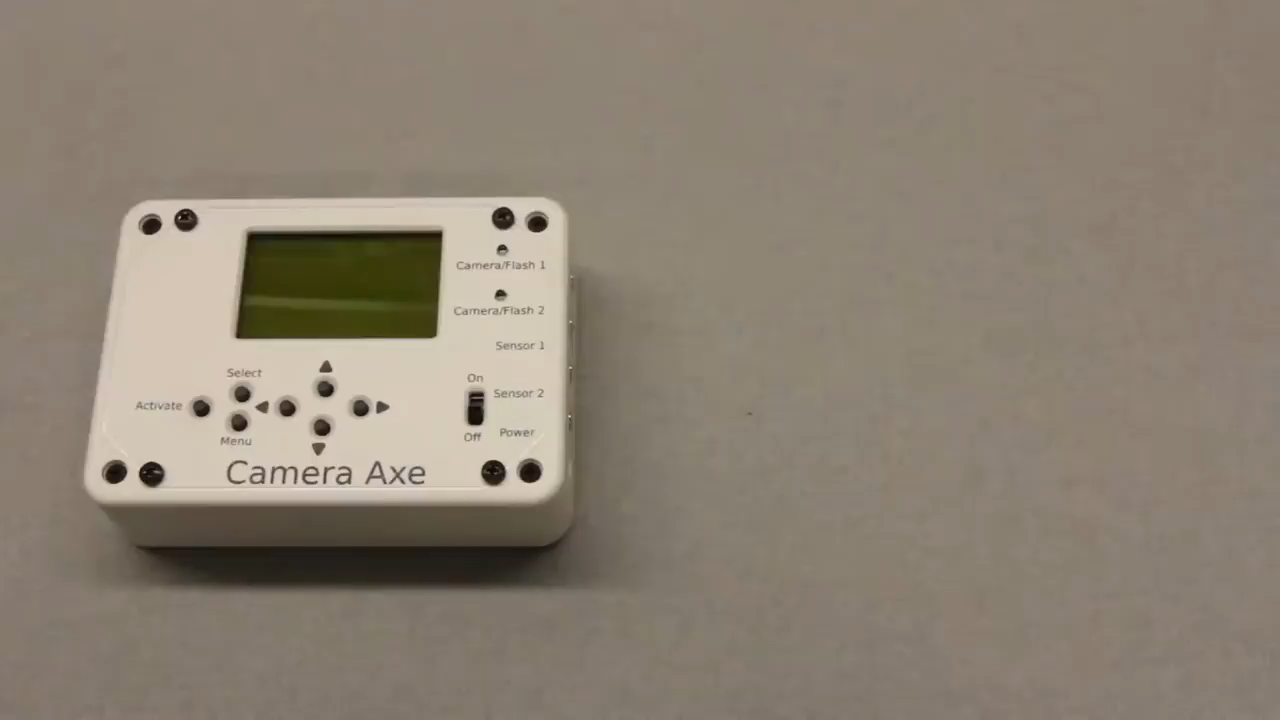 Camera/Flash 1
Camera/Flash 2
Sensor 1
Select
On
Sensor 2
Activate
Menu
Off
Power
Camera Axe